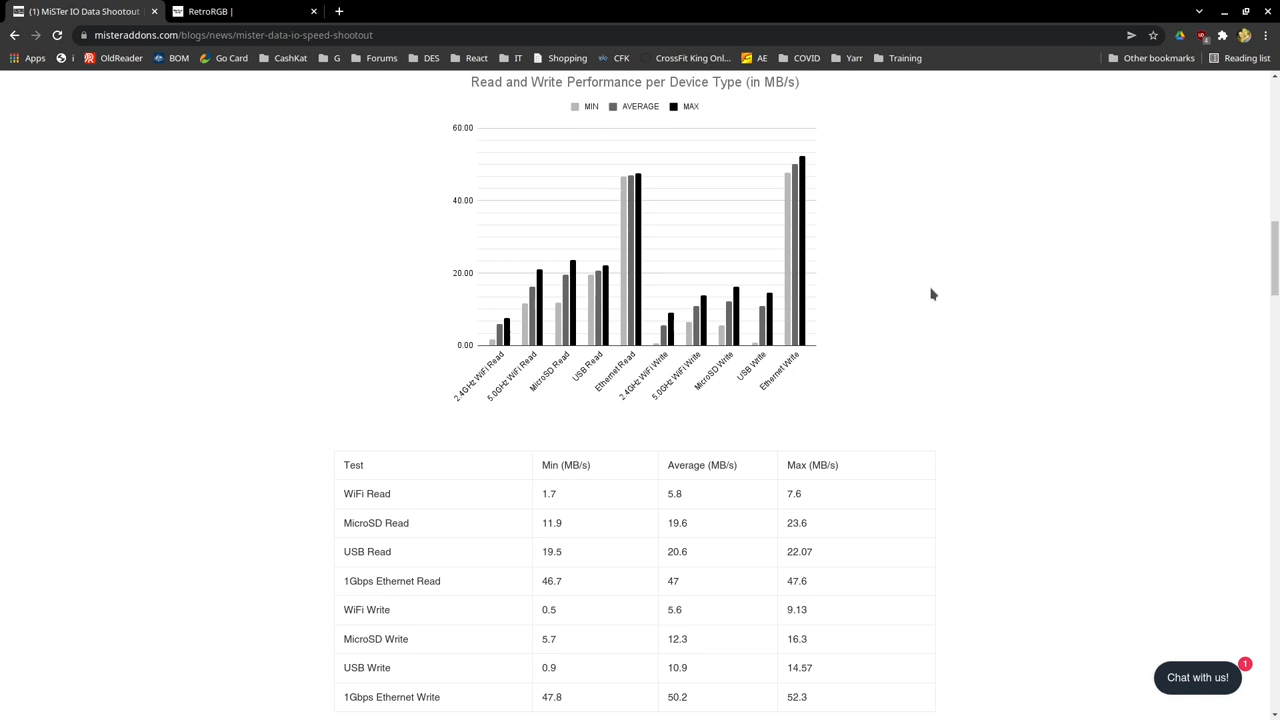 (1) MiSTer IO Data Shootout
RetroRGB |
misteraddons.com/blogs/news/mister-data-io-speed-shootout
Apps i OldReader BOM Go Card CashKat G Forums DES React IT Shopping CFK CrossFit King Onl... AE COVID Yarr Training Other bookmarks Reading list
Read and Write Performance per Device Type (in MB/s)
MIN AVERAGE MAX
60.00
40.00
20.00
0.00
2.4GHz WiFi Read
5.0GHz WiFi Read
MicroSD Read
USB Read
Ethernet Read
2.4GHz WiFi Write
5.0GHz WiFi Write
MicroSD Write
USB Write
Ethernet Write
Test Min (MB/s) Average (MB/s) Max (MB/s)
WiFi Read 1.7 5.8 7.6
MicroSD Read 11.9 19.6 23.6
USB Read 19.5 20.6 22.07
1Gbps Ethernet Read 46.7 47 47.6
WiFi Write 0.5 5.6 9.13
MicroSD Write 5.7 12.3 16.3
USB Write 0.9 10.9 14.57
1Gbps Ethernet Write 47.8 50.2 52.3
Chat with us!
1